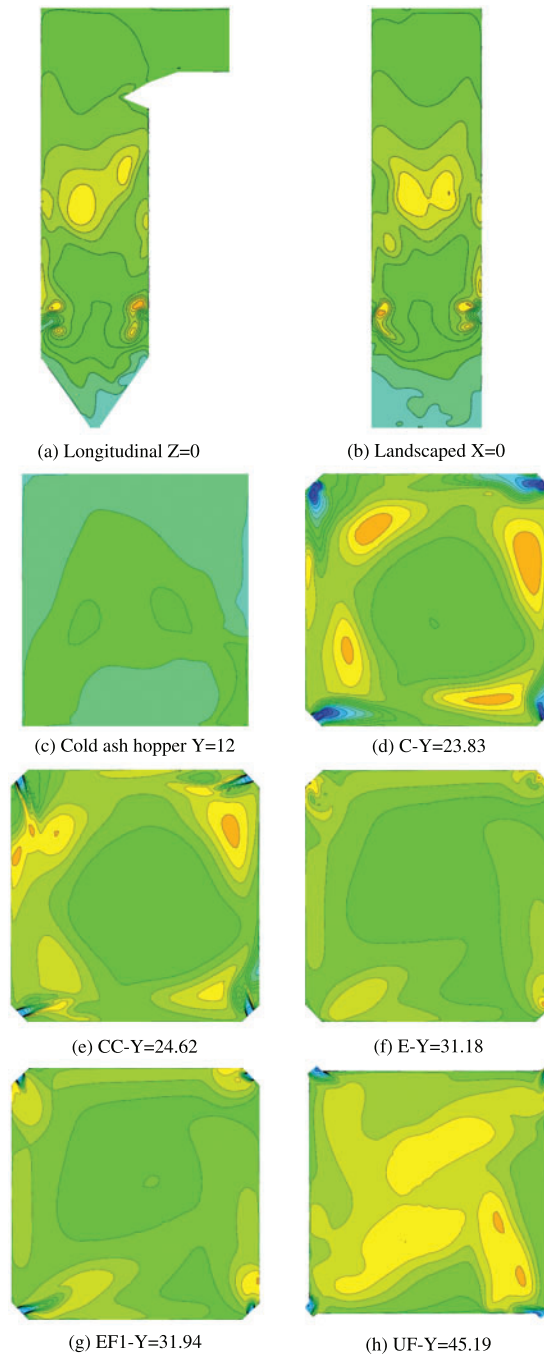 (a) Longitudinal Z=0
(b) Landscaped X=0
(c) Cold ash hopper Y=12
(d) C-Y=23.83
(e) CC-Y=24.62
(f) E-Y=31.18
(g) EF1-Y=31.94
(h) UF-Y=45.19